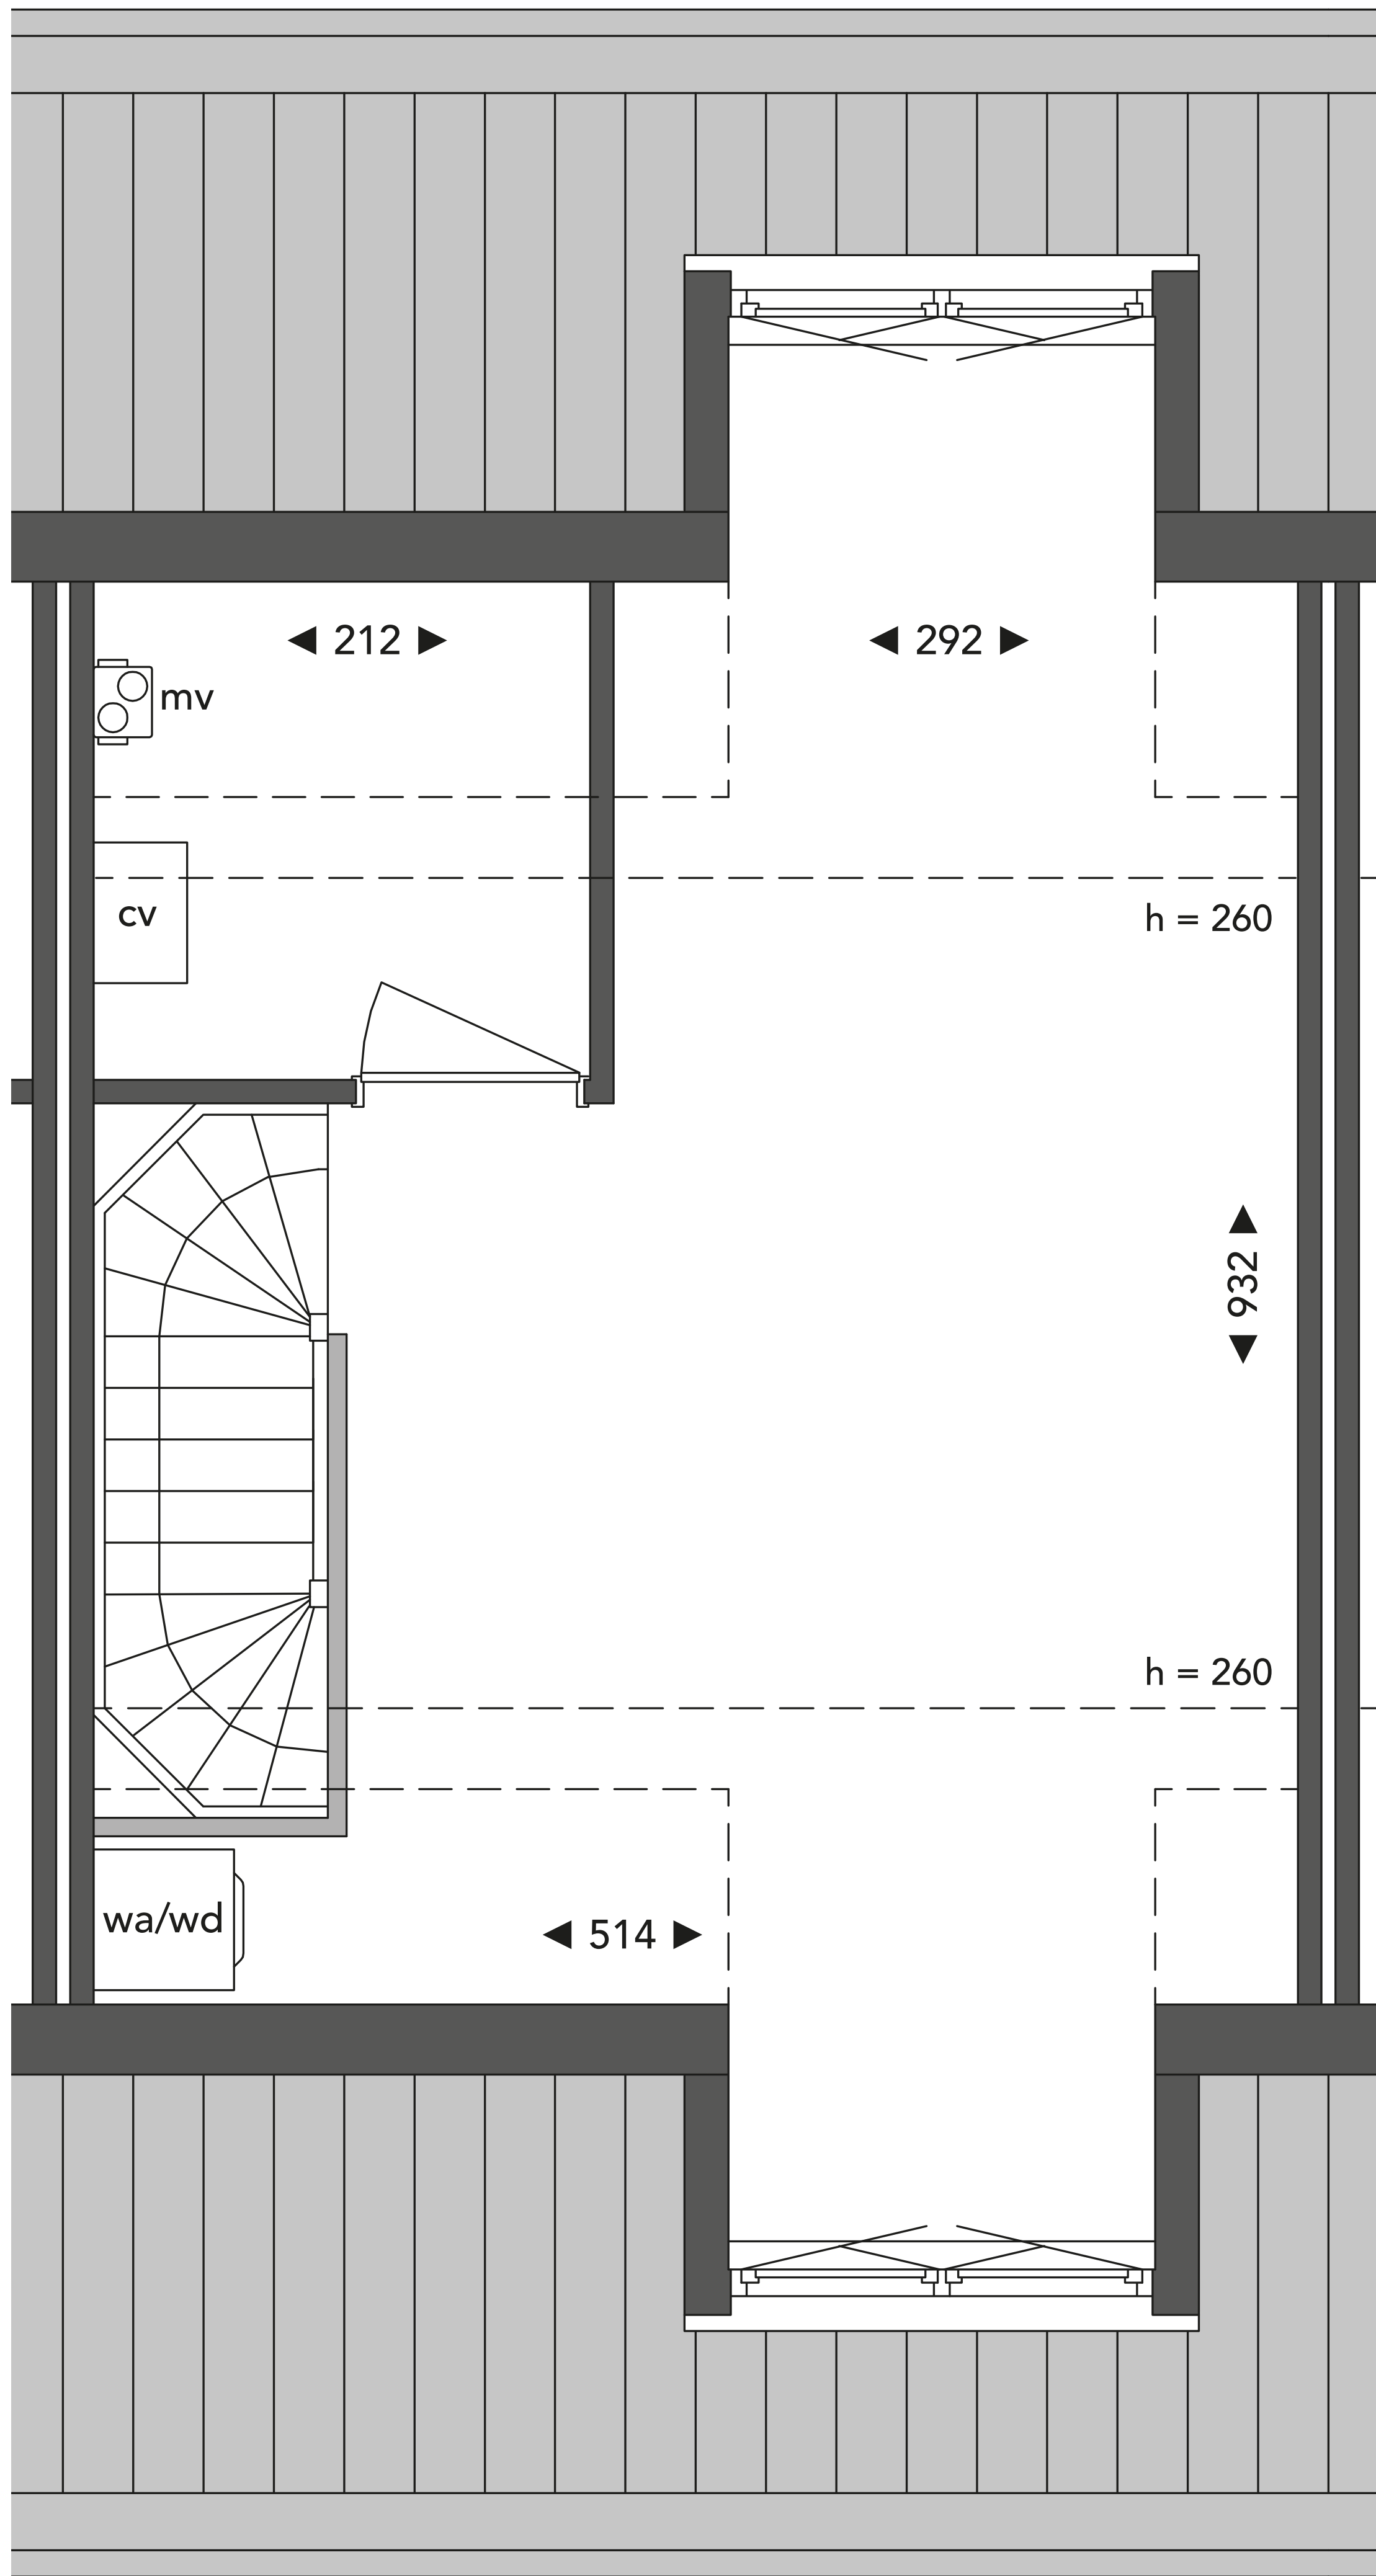 ◀ 212 ▶
◀ 292 ▶
mv
cv
h = 260
◀ 932 ▶
h = 260
wa/wd
◀ 514 ▶